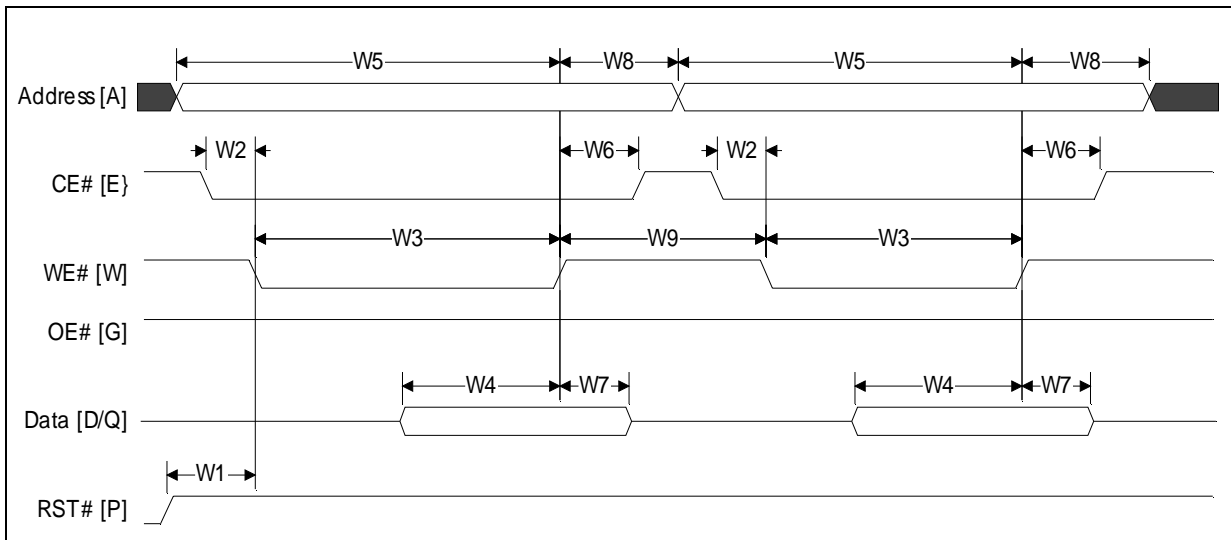 W5 W8 W5 W8
Address [A]
W2 W6 W2 W6
CE# [E}
W3 W9 W3
WE# [W]
OE# [G]
W4 W7 W4 W7
Data [D/Q]
W1
RST# [P]